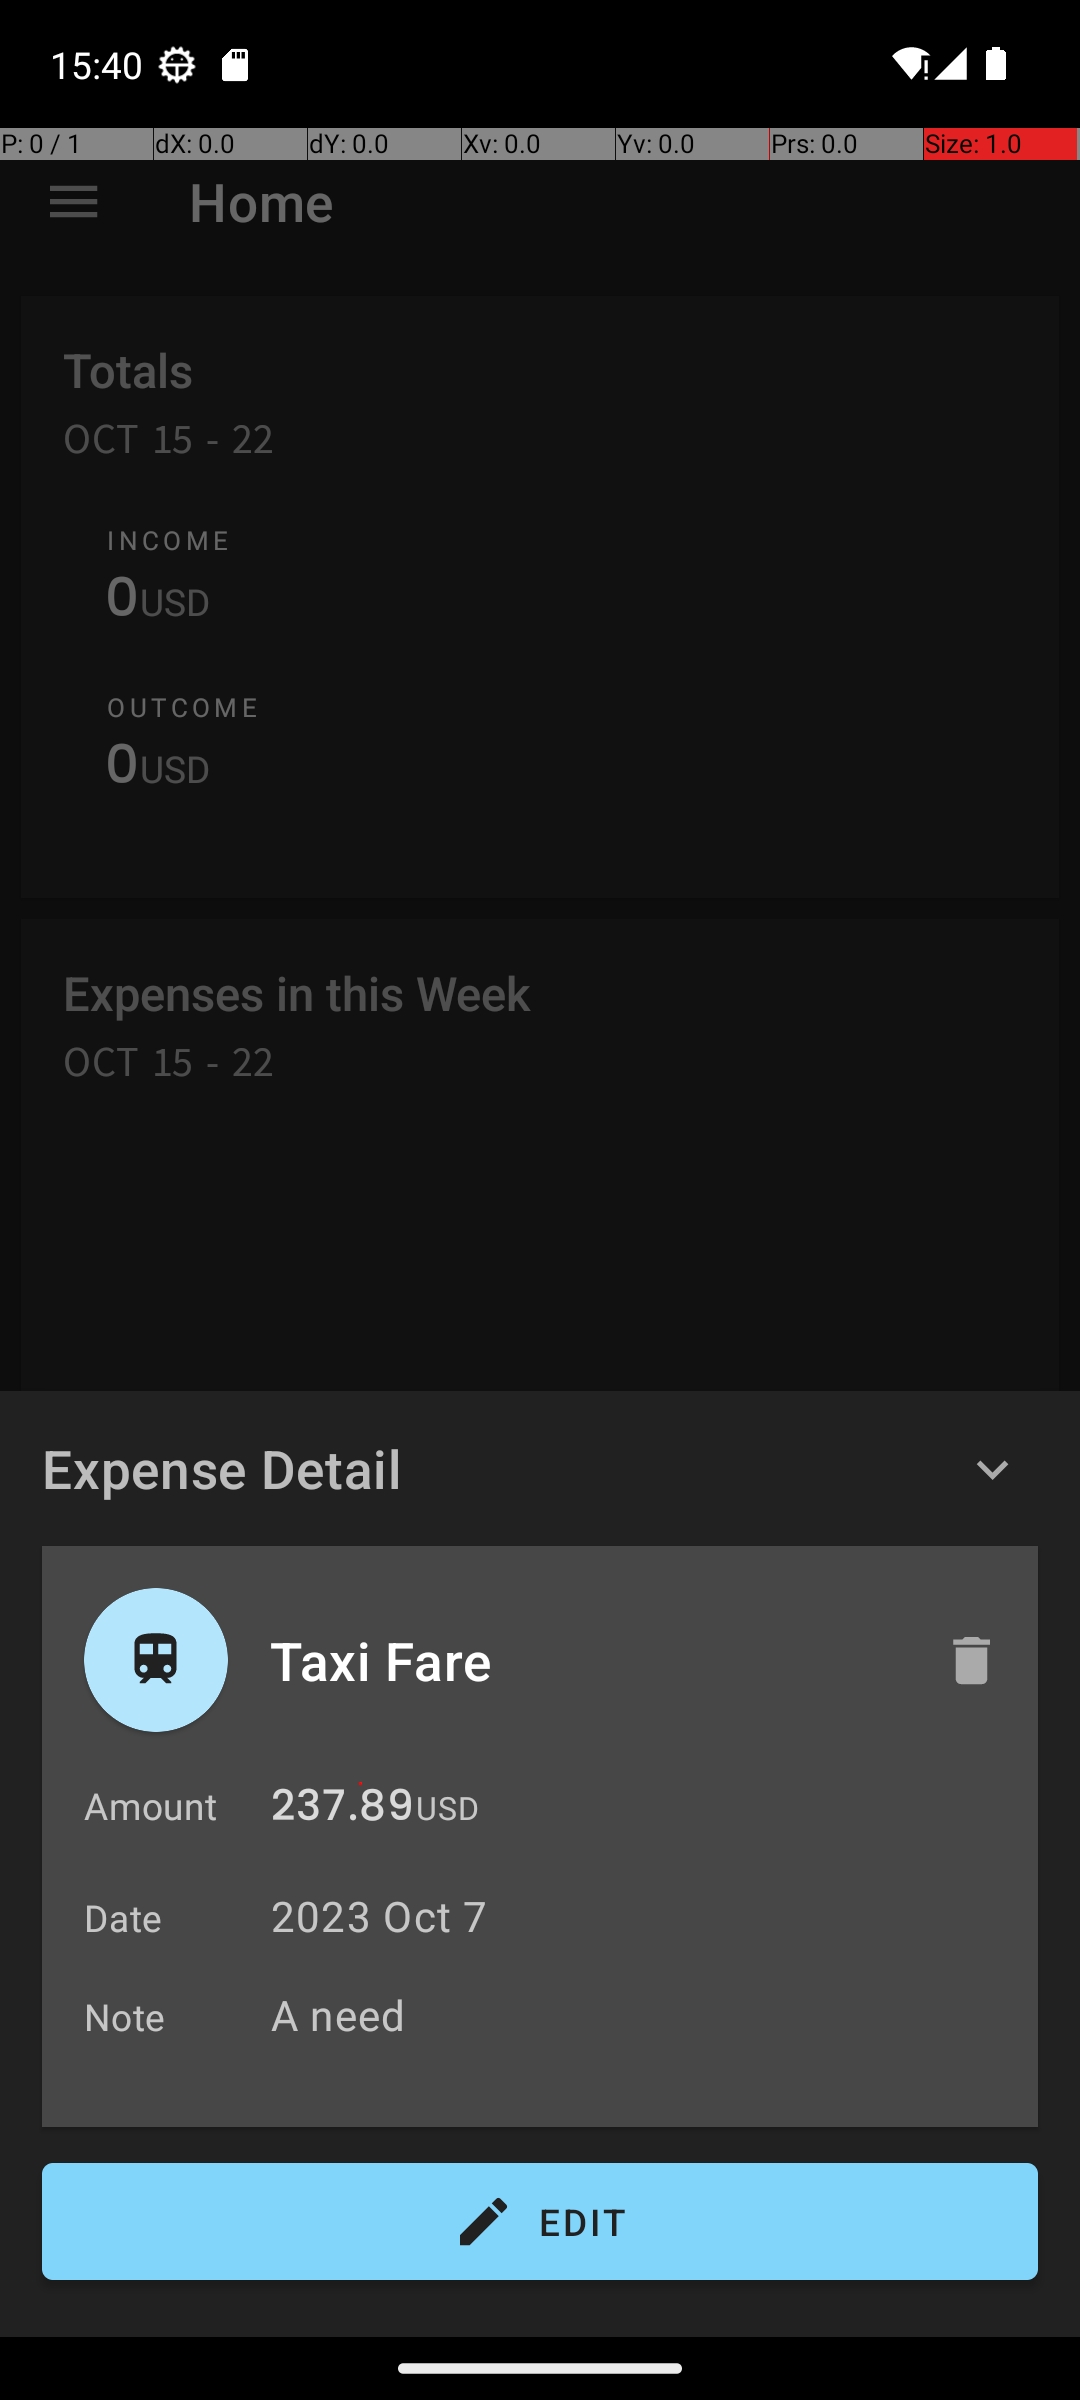 15:40
P: 0 / 1 dX: 0.0 dY: 0.0 Xv: 0.0 Yv: 0.0 Prs: 0.0 Size: 1.0
Home
Totals
OCT 15 - 22
INCOME
0USD
OUTCOME
0USD
Expenses in this Week
OCT 15 - 22
Expense Detail
Taxi Fare
Amount 237.89USD
Date 2023 Oct 7
Note A need
EDIT